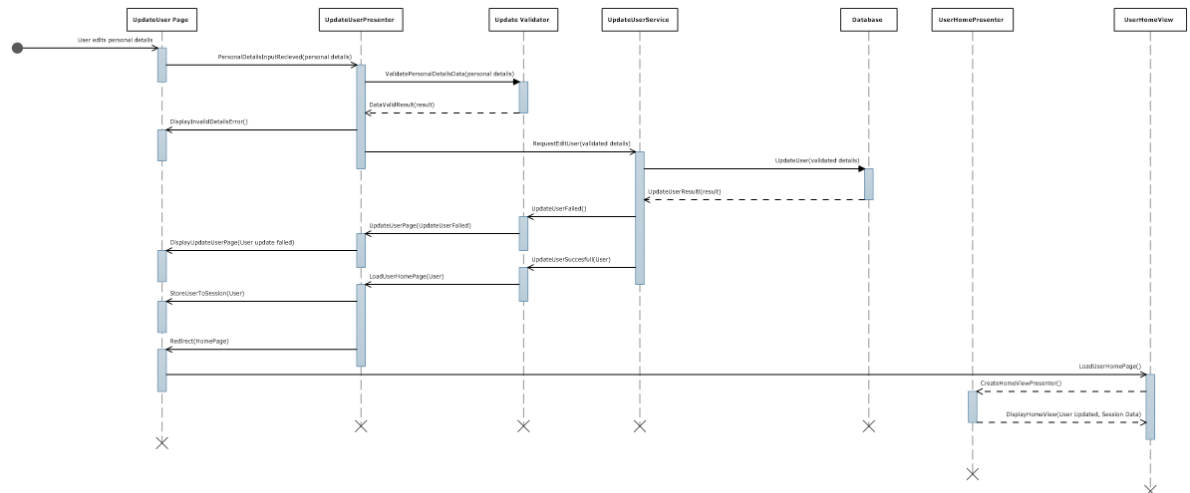 UpdateUser Page
UpdateUserPresenter
Update Validator
UpdateUserService
Database
UserHomePresenter
UserHomeView
User edits personal details
PersonalDetailsInputRecieved(personal details)
ValidatePersonalDetailsData(personal details)
DataValidResult(result)
DisplayInvalidDetailsError()
RequestEditUser(validated details)
UpdateUser(validated details)
UpdateUserResultt(result)
UpdateUserFailed()
UpdateUserPage(UpdateUserFailed)
DisplayUpdateUserPage(User update failed)
UpdateUserSuccesfull(User)
LoadUserHomePage(User)
StoreUserToSession(User)
Redirect(HomePage)
LoadUserHomePage()
CreateHomeViewPresenter()
DisplayHomeView(User Updated, Session Data)